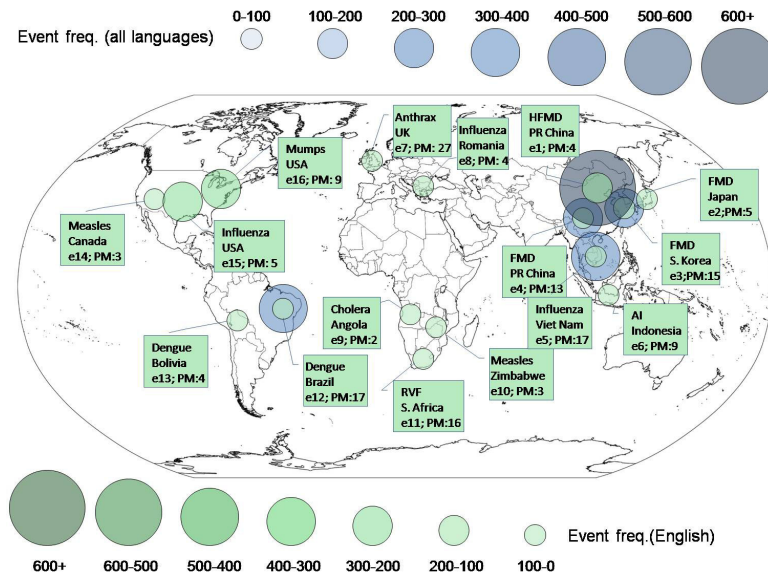 0-100 100-200 200-300 300-400 400-500 500-600 600+
Event freq. (all languages)
Anthrax
UK
e7; PM: 27
Influenza
Romania
e8; PM: 4
HFMD
PR China
e1; PM:4
Mumps
USA
e16; PM: 9
FMD
Japan
e2;PM:5
Measles
Canada
e14; PM:3
Influenza
USA
e15; PM: 5
FMD
PR China
e4; PM:13
FMD
S. Korea
e3;PM:15
Cholera
Angola
e9; PM:2
Influenza
Viet Nam
e5; PM:17
AI
Indonesia
e6; PM:9
Dengue
Bolivia
e13; PM:4
Dengue
Brazil
e12; PM:17
Measles
Zimbabwe
e10; PM:3
RVF
S. Africa
e11; PM:16
Event freq.(English)
600+ 600-500 500-400 400-300 300-200 200-100 100-0